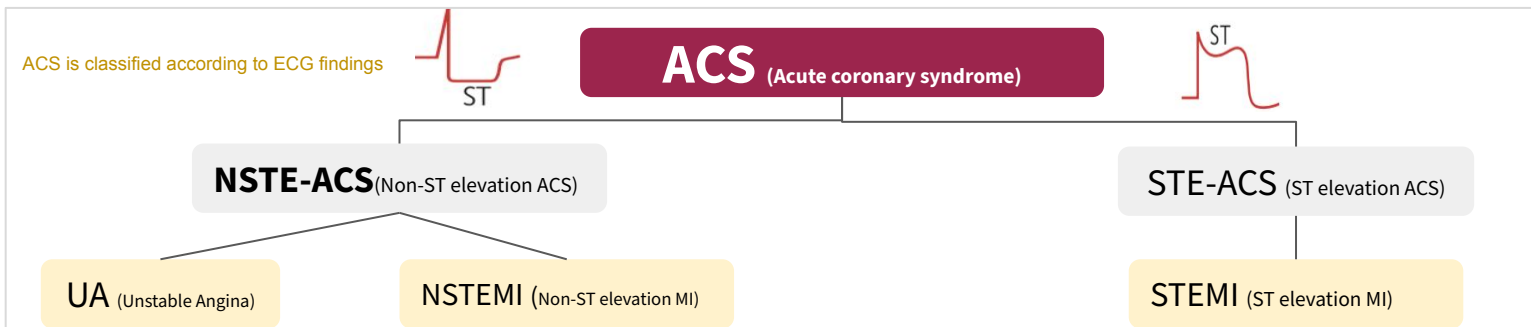 ACS is classified according to ECG findings
ST
ACS (Acute coronary syndrome)
ST
NSTE-ACS(Non-ST elevation ACS)
STE-ACS (ST elevation ACS)
UA (Unstable Angina)
NSTEMI (Non-ST elevation MI)
STEMI (ST elevation MI)